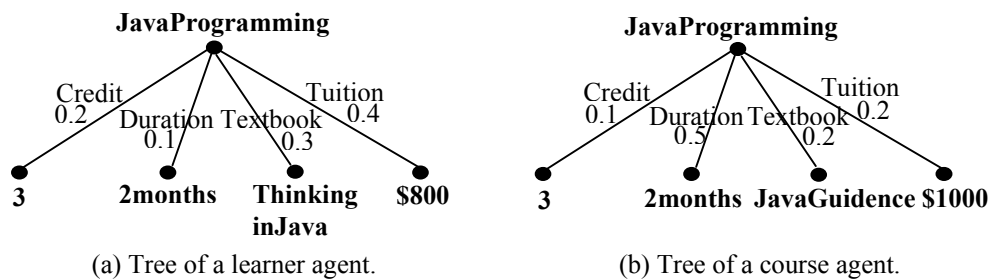 JavaProgramming
Credit
0.2
Duration
0.1
Textbook
0.3
Tuition
0.4
3
2months
Thinking
inJava
$800
(a) Tree of a learner agent.
JavaProgramming
Credit
0.1
Duration
0.5
Textbook
0.2
Tuition
0.2
3
2months
JavaGuidence
$1000
(b) Tree of a course agent.